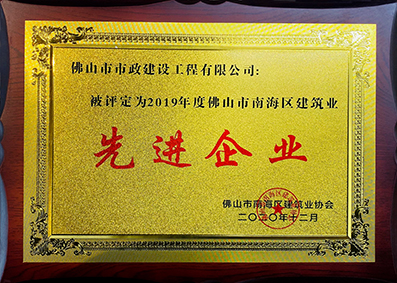 佛山市市政建设工程有限公司:
被评定为2019年度佛山市南海区建筑业
先进企业
佛山市南海区建筑业协会
二〇二〇年十二月